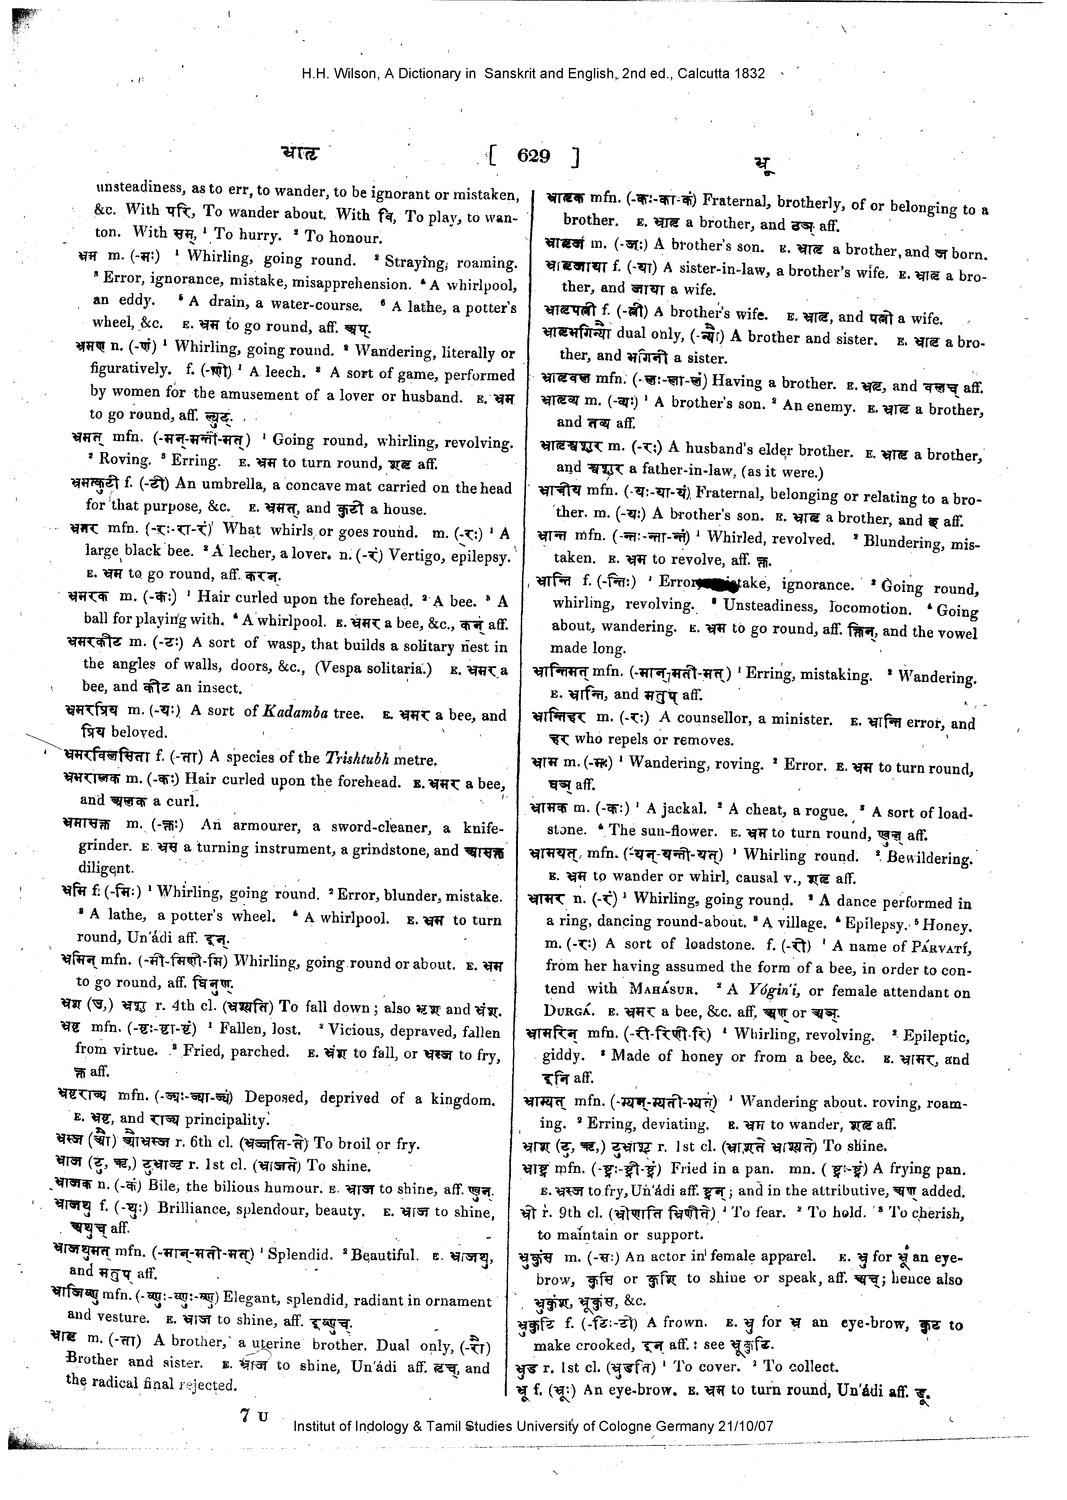 H.H. Wilson, A Dictionary in Sanskrit and English, 2nd ed., Calcutta 1832
भ्रातृ
[ 629 ]
भ्रू
unsteadiness, as to err, to wander, to be ignorant or mistaken,
&c. With परि, To wander about. With वि, To play, to wan-
ton. With सम्, ¹ To hurry. ² To honour.
भ्रम m. (-मः) ¹ Whirling, going round. ² Straying, roaming.
³ Error, ignorance, mistake, misapprehension. ⁴ A whirlpool,
an eddy. ⁵ A drain, a water-course. ⁶ A lathe, a potter's
wheel, &c. E. भ्रम to go round, aff. अप्.
भ्रमण n. (-णं) ¹ Whirling, going round. ² Wandering, literally or
figuratively. f. (-णी) ¹ A leech. ² A sort of game, performed
by women for the amusement of a lover or husband. E. भ्रम
to go round, aff. ल्युट्.
भ्रमत् mfn. (-मन्-मन्ती-मत्) ¹ Going round, whirling, revolving.
² Roving. ³ Erring. E. भ्रम to turn round, शतृ aff.
भ्रमत्कुटी f. (-टी) An umbrella, a concave mat carried on the head
for that purpose, &c. E. भ्रमत्, and कुटी a house.
भ्रमर mfn. (-रः-रा-रं) What whirls or goes round. m. (-रः) ¹ A
large black bee. ² A lecher, a lover. n. (-रं) Vertigo, epilepsy.
E. भ्रम to go round, aff. करन्.
भ्रमरक m. (-कः) ¹ Hair curled upon the forehead. ² A bee. ³ A
ball for playing with. ⁴ A whirlpool. E. भ्रमर a bee, &c., कन् aff.
भ्रमरकीट m. (-टः) A sort of wasp, that builds a solitary nest in
the angles of walls, doors, &c., (Vespa solitaria.) E. भ्रमर a
bee, and कीट an insect.
भ्रमरप्रिय m. (-यः) A sort of Kadamba tree. E. भ्रमर a bee, and
प्रिय beloved.
भ्रमरविलसिता f. (-ता) A species of the Trishtubh metre.
भ्रमरालक m. (-कः) Hair curled upon the forehead. E. भ्रमर a bee,
and अलक a curl.
भ्रमासक्त m. (-क्तः) An armourer, a sword-cleaner, a knife-
grinder. E. भ्रम a turning instrument, a grindstone, and आसक्त
diligent.
भ्रमि f. (-मिः) ¹ Whirling, going round. ² Error, blunder, mistake.
³ A lathe, a potter's wheel. ⁴ A whirlpool. E. भ्रम to turn
round, Un'ádi aff. इन्.
भ्रमिन् mfn. (-मी-मिणी-मि) Whirling, going round or about. E. भ्रम
to go round, aff. घिनुण्.
भ्रश (उ,) भ्रशु r. 4th cl. (भ्रश्यति) To fall down; also भ्रश and भ्रंश.
भ्रष्ट mfn. (-ष्टः-ष्टा-ष्टं) ¹ Fallen, lost. ² Vicious, depraved, fallen
from virtue. ³ Fried, parched. E. भ्रंश to fall, or भ्रस्ज to fry,
क्त aff.
भ्रष्टराज्य mfn. (-ज्यः-ज्या-ज्यं) Deposed, deprived of a kingdom.
E. भ्रष्ट, and राज्य principality.
भ्रस्ज (औ) औभ्रस्ज r. 6th cl. (भृज्जति-ते) To broil or fry.
भ्राज (टु, ऋ,) टुभ्राजृ r. 1st cl. (भ्राजते) To shine.
भ्राजक n. (-कं) Bile, the bilious humour. E. भ्राज to shine, aff. ण्वुल्.
भ्राजथु f. (-थुः) Brilliance, splendour, beauty. E. भ्राज to shine,
अथुच् aff.
भ्राजथुमत् mfn. (-मान्-मती-मत्) ¹ Splendid. ² Beautiful. E. भ्राजथु,
and मतुप् aff.
भ्राजिष्णु mfn. (-ष्णुः-ष्णुः-ष्णु) Elegant, splendid, radiant in ornament
and vesture. E. भ्राज to shine, aff. इष्णुच्.
भ्रातृ m. (-ता) A brother, a uterine brother. Dual only, (-रौ)
Brother and sister. E. भ्राज to shine, Un'ádi aff. तृच्, and
the radical final rejected.
7 U
भ्रातृक mfn. (-कः-का-कं) Fraternal, brotherly, of or belonging to a
brother. E. भ्रातृ a brother, and ठञ् aff.
भ्रातृज m. (-जः) A brother's son. E. भ्रातृ a brother, and ज born.
भ्रातृजाया f. (-या) A sister-in-law, a brother's wife. E. भ्रातृ a bro-
ther, and जाया a wife.
भ्रातृपत्नी f. (-त्नी) A brother's wife. E. भ्रातृ, and पत्नी a wife.
भ्रातृभगिन्यौ dual only, (-न्यौ) A brother and sister. E. भ्रातृ a bro-
ther, and भगिनी a sister.
भ्रातृवल mfn. (-लः-ला-लं) Having a brother. E. भ्रातृ, and वलच् aff.
भ्रातृव्य m. (-व्यः) ¹ A brother's son. ² An enemy. E. भ्रातृ a brother,
and व्यत् aff.
भ्रातृश्वशुर m. (-रः) A husband's elder brother. E. भ्रातृ a brother,
and श्वशुर a father-in-law, (as it were.)
भ्रात्रीय mfn. (-यः-या-यं) Fraternal, belonging or relating to a bro-
ther. m. (-यः) A brother's son. E. भ्रातृ a brother, and छ aff.
भ्रान्त mfn. (-न्तः-न्ता-न्तं) ¹ Whirled, revolved. ² Blundering, mis-
taken. E. भ्रम to revolve, aff. क्त.
भ्रान्ति f. (-न्तिः) ¹ Error, take, ignorance. ² Going round,
whirling, revolving. ³ Unsteadiness, locomotion. ⁴ Going
about, wandering. E. भ्रम to go round, aff. क्तिन्, and the vowel
made long.
भ्रान्तिमत् mfn. (-मान्-मती-मत्) ¹ Erring, mistaking. ² Wandering.
E. भ्रान्ति, and मतुप् aff.
भ्रान्तिहर m. (-रः) A counsellor, a minister. E. भ्रान्ति error, and
हर who repels or removes.
भ्राम m. (-मः) ¹ Wandering, roving. ² Error. E. भ्रम to turn round,
घञ् aff.
भ्रामक m. (-कः) ¹ A jackal. ² A cheat, a rogue. ³ A sort of load-
stone. ⁴ The sun-flower. E. भ्रम to turn round, ण्वुल् aff.
भ्रामयत् mfn. (-यन्-यन्ती-यत्) ¹ Whirling round. ² Bewildering.
E. भ्रम to wander or whirl, causal v., शतृ aff.
भ्रामर n. (-रं) ¹ Whirling, going round. ² A dance performed in
a ring, dancing round-about. ³ A village. ⁴ Epilepsy. ⁵ Honey.
m. (-रः) A sort of loadstone. f. (-री) ¹ A name of PÁRVATÍ,
from her having assumed the form of a bee, in order to con-
tend with MAHÁSUR. ² A Yógin'í, or female attendant on
DURGÁ. E. भ्रमर a bee, &c. aff. अण् or अञ्.
भ्रामरिन् mfn. (-री-रिणी-रि) ¹ Whirling, revolving. ² Epileptic,
giddy. ³ Made of honey or from a bee, &c. E. भ्रामर, and
इनि aff.
भ्राम्यत् mfn. (-म्यन्-म्यती-म्यत्) ¹ Wandering about. roving, roam-
ing. ² Erring, deviating. E. भ्रम to wander, शतृ aff.
भ्राश (टु, ऋ,) टुभ्राशृ r. 1st cl. (भ्राशते भ्राश्यते) To shine.
भ्राष्ट्र mfn. (-ष्ट्रः-ष्ट्री-ष्ट्रं) Fried in a pan. mn. (ष्ट्रः-ष्ट्रं) A frying pan.
E. भ्रस्ज to fry, Un'ádi aff. ष्ट्रन्; and in the attributive, अण् added.
भ्री r. 9th cl. (भ्रीणाति भ्रिणीते) ¹ To fear. ² To hold. ³ To cherish,
to maintain or support.
भ्रुकुंस m. (-सः) An actor in female apparel. E. भ्रु for भ्रू an eye-
brow, कुसि or कुशि to shine or speak, aff. अच्; hence also
भ्रुकुंश, भ्रूकुंस, &c.
भ्रुकुटि f. (-टिः-टी) A frown. E. भ्रु for भ्रू an eye-brow, कुट to
make crooked, इन् aff.: see भ्रूकुटि.
भ्रुड r. 1st cl. (भ्रुडति) ¹ To cover. ² To collect.
भ्रू f. (भ्रूः) An eye-brow. E. भ्रम to turn round, Un'ádi aff. डू.
Institut of Indology & Tamil Studies University of Cologne Germany 21/10/07